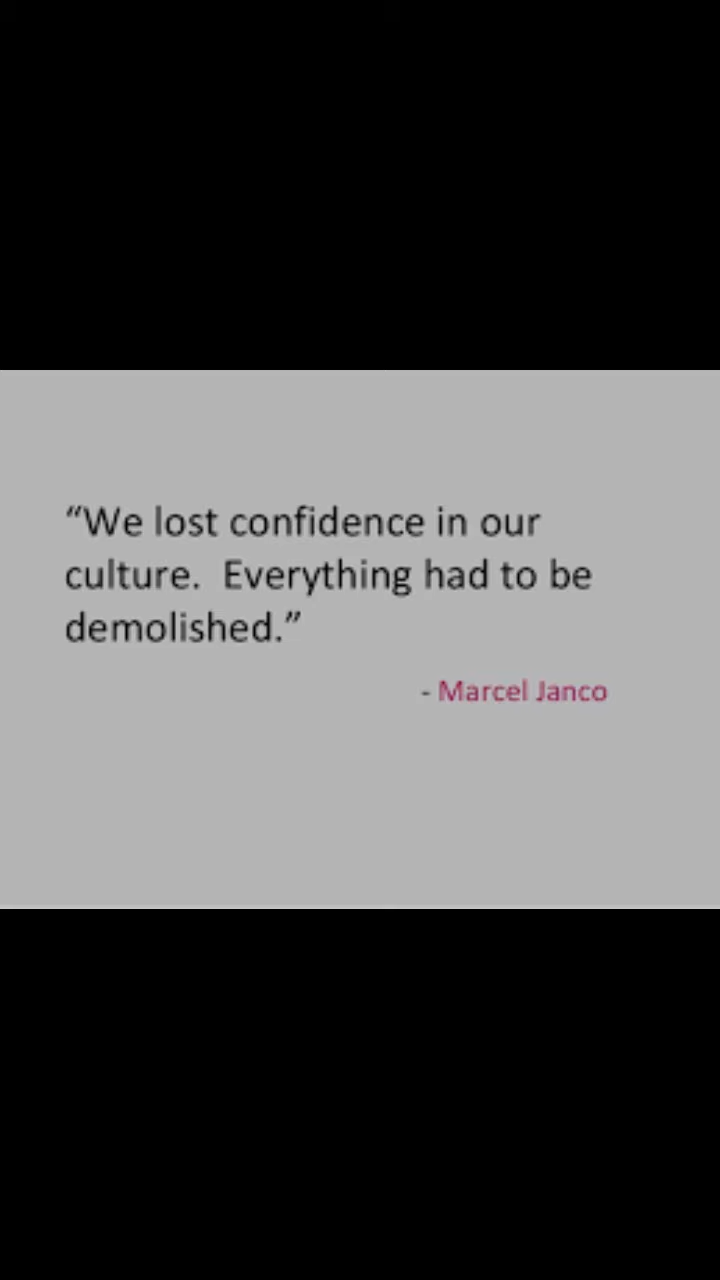 “We lost confidence in our
culture.  Everything had to be
demolished.”
- Marcel Janco